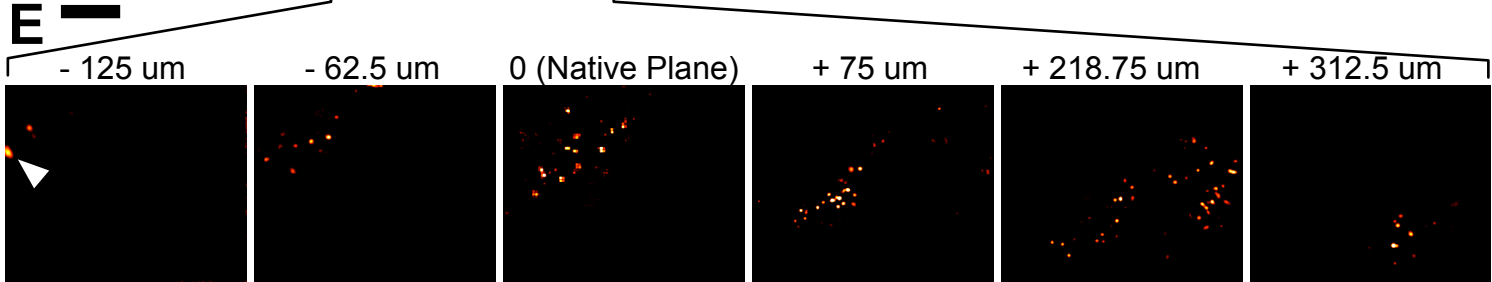 E
- 125 um
- 62.5 um
0 (Native Plane)
+ 75 um
+ 218.75 um
+ 312.5 um